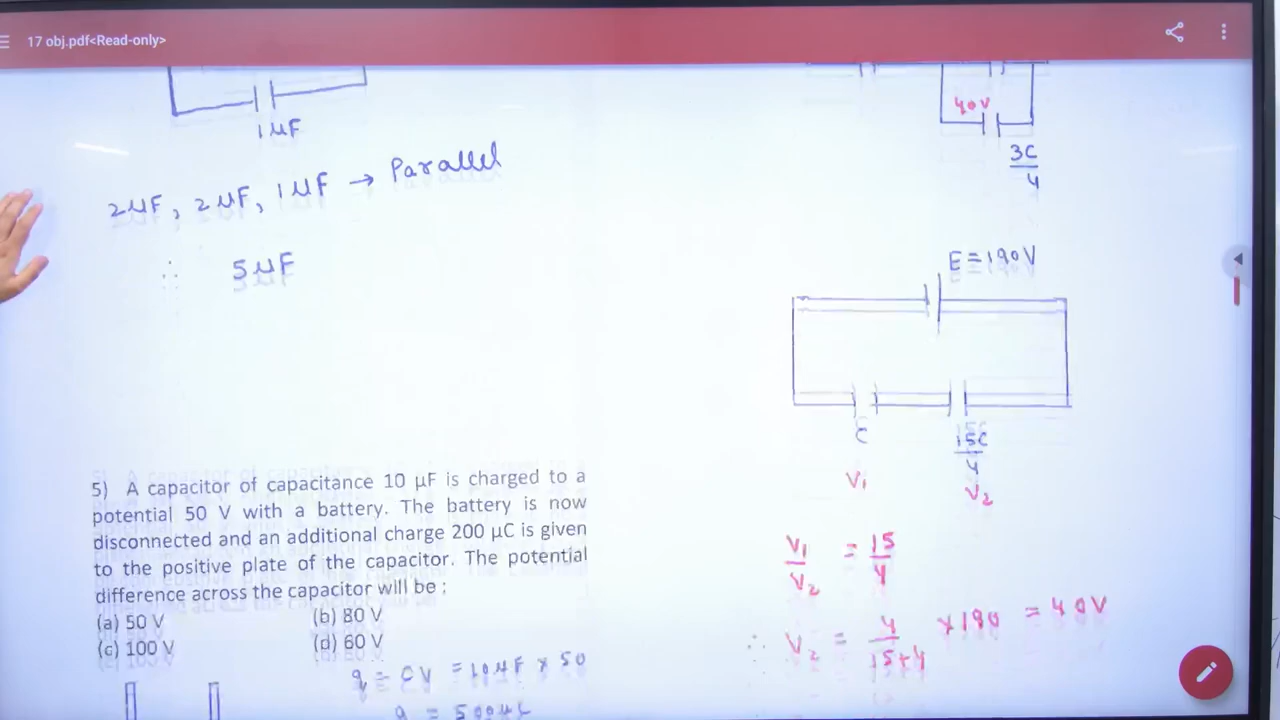 17 obj.pdf<Read-only>
1μF
2μF, 2μF, 1μF → Parallel
∴ 5μF
5) A capacitor of capacitance 10 μF is charged to a
potential 50 V with a battery. The battery is now
disconnected and an additional charge 200 μC is given
to the positive plate of the capacitor. The potential
difference across the capacitor will be :
(a) 50 V (b) 80 V
(c) 100 V (d) 60 V
q = CV = 10μF × 50
q = 500μC
40V
3C/4
E = 190V
C 15C/4
V₁ V₂
V₁/V₂ = 15/4
∴ V₂ = 4/15+4 × 190 = 40V